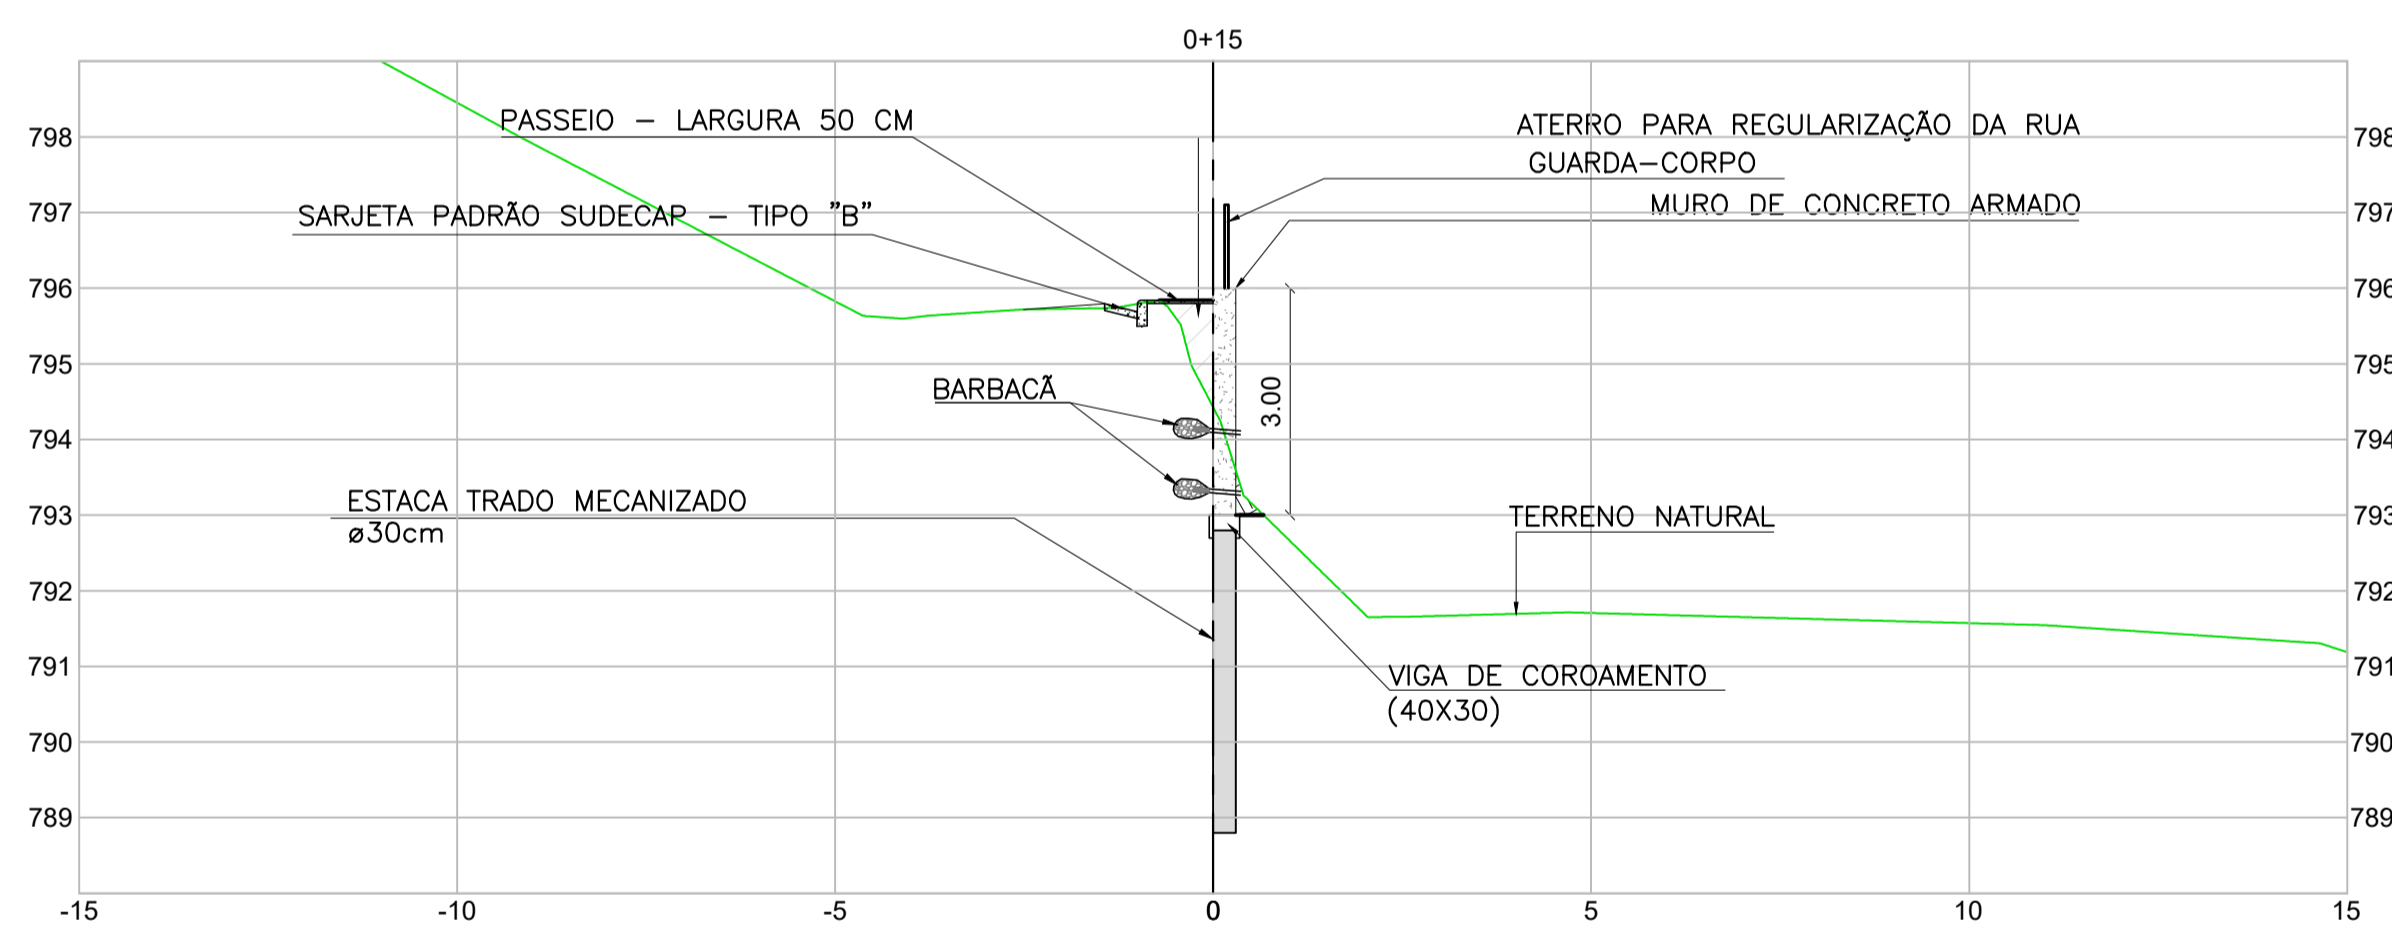 0+15
PASSEIO – LARGURA 50 CM
ATERRO PARA REGULARIZAÇÃO DA RUA
798
798
GUARDA–CORPO
SARJETA PADRÃO SUDECAP – TIPO "B"
MURO DE CONCRETO ARMADO
797
797
796
796
795
795
BARBACÃ
3.00
794
794
ESTACA TRADO MECANIZADO
ø30cm
TERRENO NATURAL
793
793
792
792
791
791
VIGA DE COROAMENTO
(40X30)
790
790
789
789
-15
-10
-5
0
5
10
15